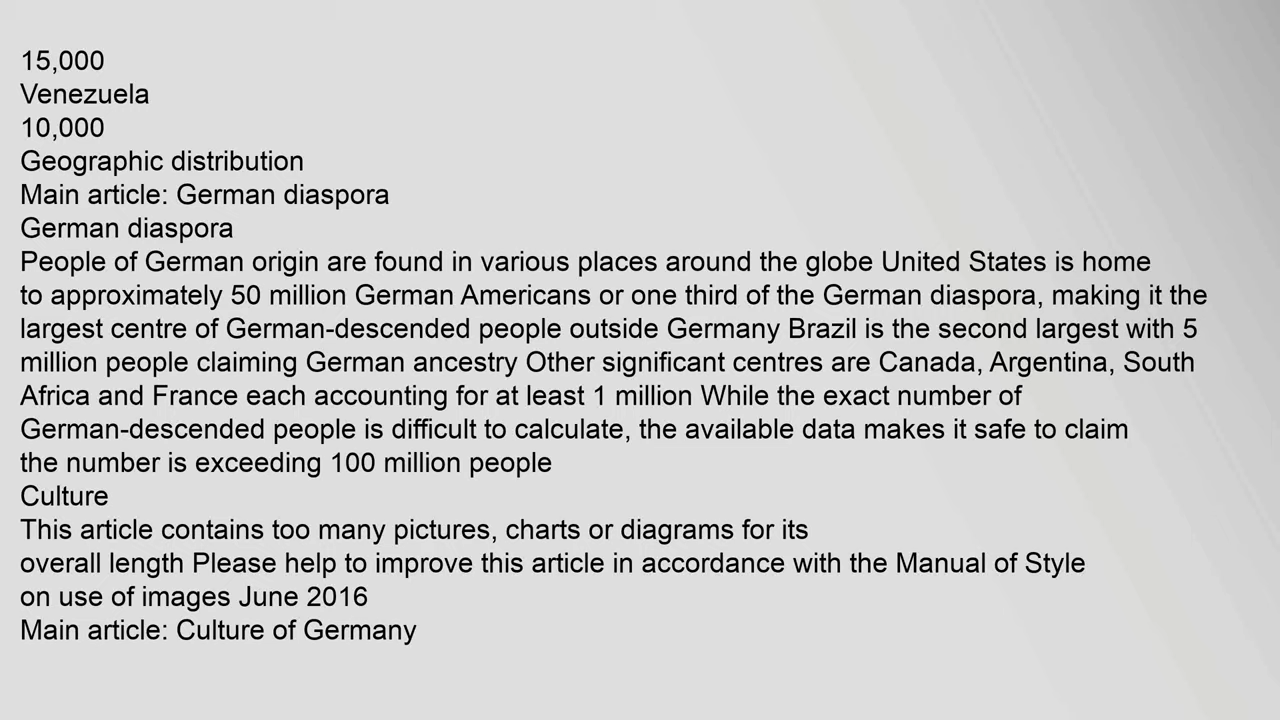 15,000
Venezuela
10,000
Geographic distribution
Main article: German diaspora
German diaspora
People of German origin are found in various places around the globe United States is home
to approximately 50 million German Americans or one third of the German diaspora, making it the
largest centre of German-descended people outside Germany Brazil is the second largest with 5
million people claiming German ancestry Other significant centres are Canada, Argentina, South
Africa and France each accounting for at least 1 million While the exact number of
German-descended people is difficult to calculate, the available data makes it safe to claim
the number is exceeding 100 million people
Culture
This article contains too many pictures, charts or diagrams for its
overall length Please help to improve this article in accordance with the Manual of Style
on use of images June 2016
Main article: Culture of Germany